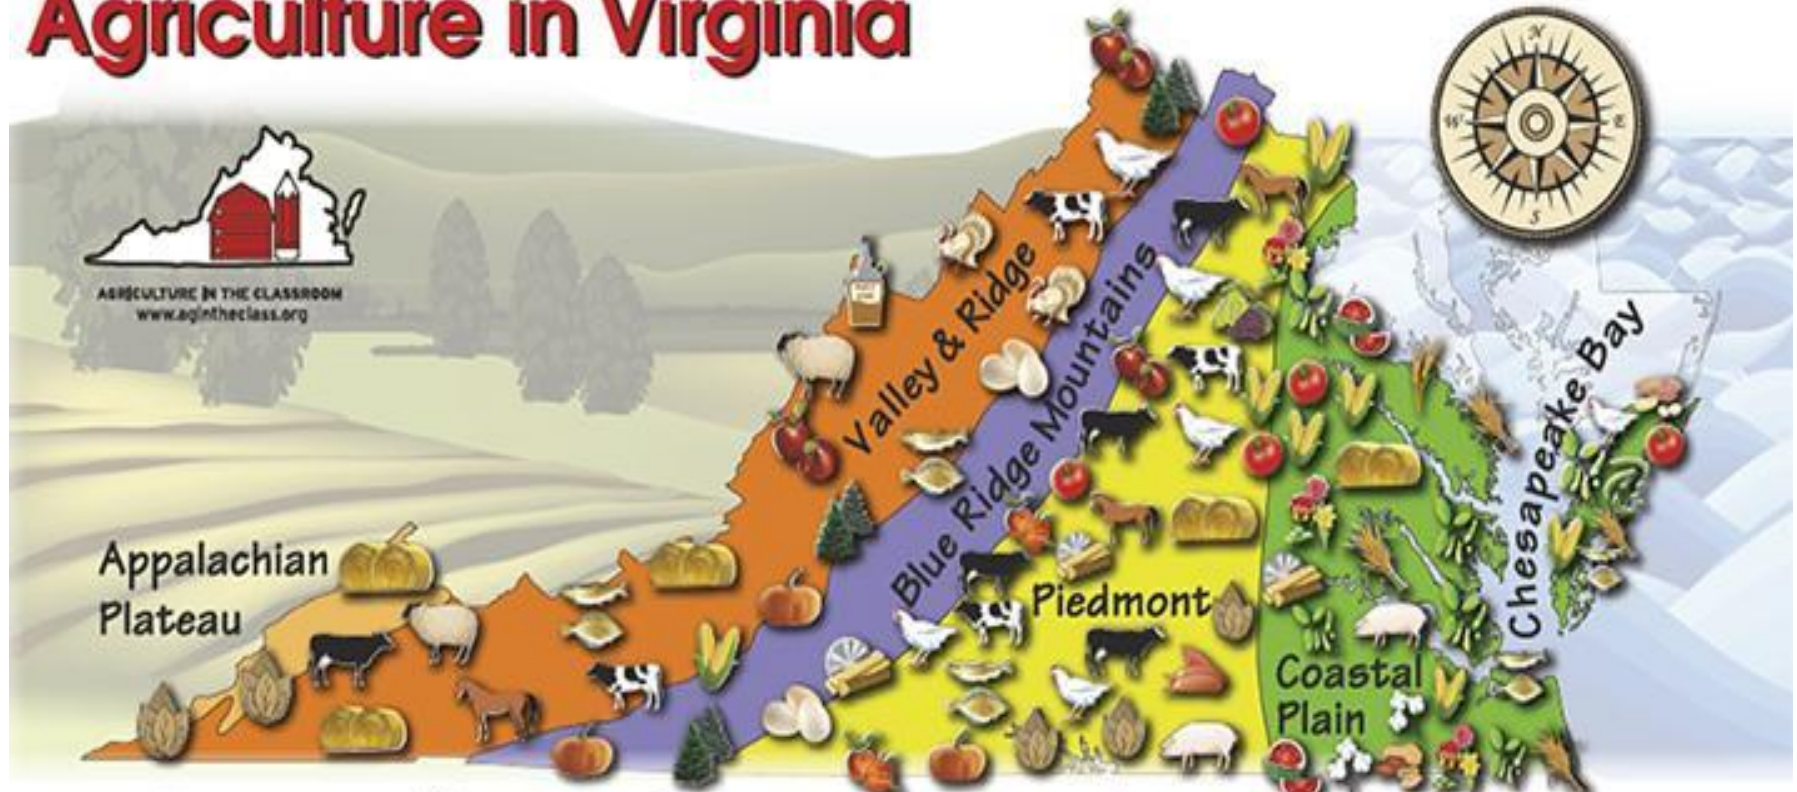 Agriculture in Virginia
AGRICULTURE IN THE CLASSROOM
www.agintheclass.org
N
W
E
S
Valley & Ridge
Blue Ridge Mountains
Chesapeake Bay
Appalachian
Plateau
Piedmont
Coastal
Plain